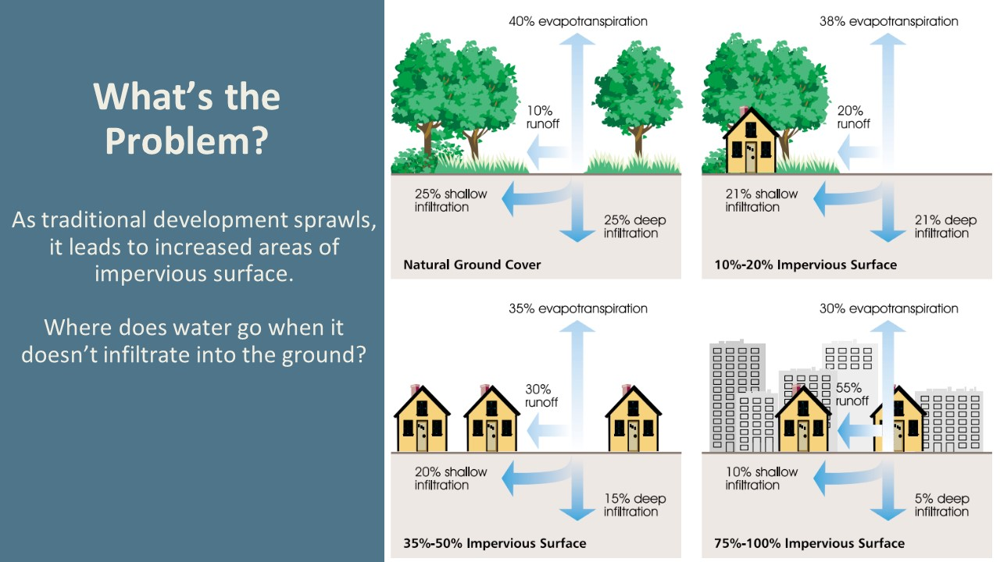 What's the
Problem?
As traditional development sprawls,
it leads to increased areas of
impervious surface.
Where does water go when it
doesn't infiltrate into the ground?
40% evapotranspiration
10%
runoff
25% shallow
infiltration
25% deep
infiltration
Natural Ground Cover
38% evapotranspiration
20%
runoff
21% shallow
infiltration
21% deep
infiltration
10%-20% Impervious Surface
35% evapotranspiration
30%
runoff
20% shallow
infiltration
15% deep
infiltration
35%-50% Impervious Surface
30% evapotranspiration
55%
runoff
10% shallow
infiltration
5% deep
infiltration
75%-100% Impervious Surface